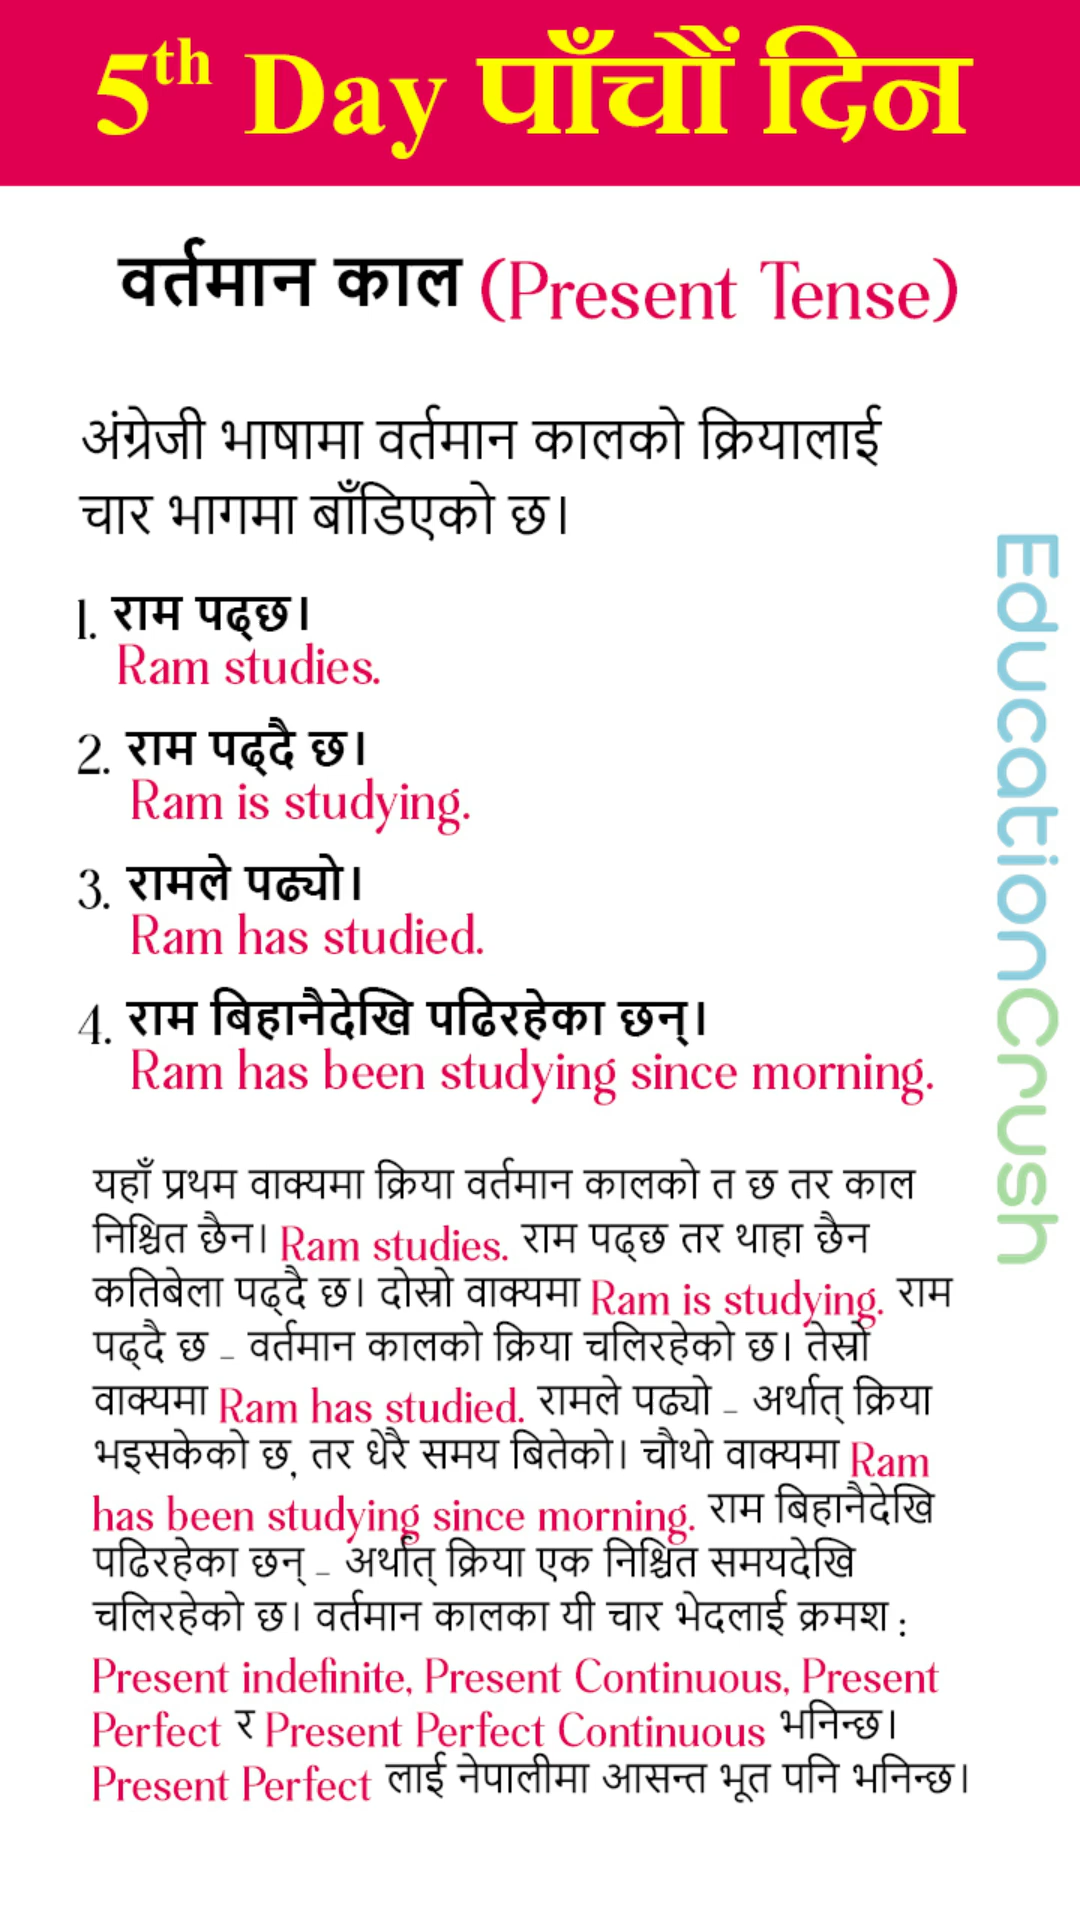 5th Day पाँचौं दिन
वर्तमान काल (Present Tense)
अंग्रेजी भाषामा वर्तमान कालको क्रियालाई
चार भागमा बाँडिएको छ।
1. राम पढ्छ।
Ram studies.
2. राम पढ्दै छ।
Ram is studying.
3. रामले पढ्यो।
Ram has studied.
4. राम बिहानैदेखि पढिरहेका छन्।
Ram has been studying since morning.
यहाँ प्रथम वाक्यमा क्रिया वर्तमान कालको त छ तर काल
निश्चित छैन। Ram studies. राम पढ्छ तर थाहा छैन
कतिबेला पढ्दै छ। दोस्रो वाक्यमा Ram is studying. राम
पढ्दै छ – वर्तमान कालको क्रिया चलिरहेको छ। तेस्रो
वाक्यमा Ram has studied. रामले पढ्यो – अर्थात् क्रिया
भइसकेको छ, तर धेरै समय बितेको। चौथो वाक्यमा Ram
has been studying since morning. राम बिहानैदेखि
पढिरहेका छन् – अर्थात् क्रिया एक निश्चित समयदेखि
चलिरहेको छ। वर्तमान कालका यी चार भेदलाई क्रमश :
Present indefinite, Present Continuous, Present
Perfect र Present Perfect Continuous भनिन्छ।
Present Perfect लाई नेपालीमा आसन्त भूत पनि भनिन्छ।
EducationCrush